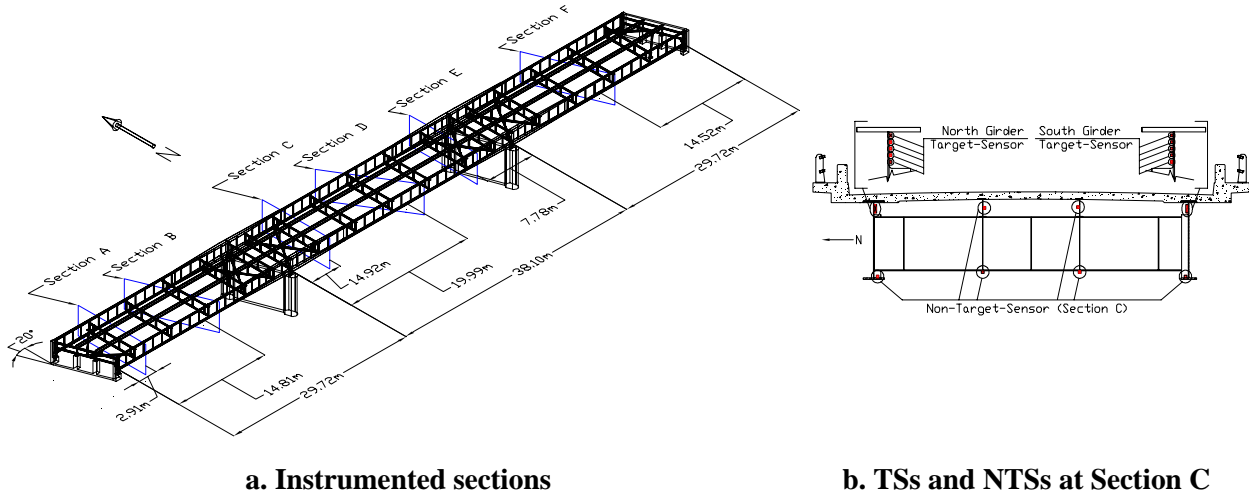 Section F
Section E
Section D
Section C
Section B
Section A
N
20°
2.91m
14.81m
29.72m
14.92m
19.99m
38.10m
7.78m
14.52m
29.72m
North Girder South Girder
Target-Sensor Target-Sensor
N
Non-Target-Sensor (Section C)
a. Instrumented sections
b. TSs and NTSs at Section C